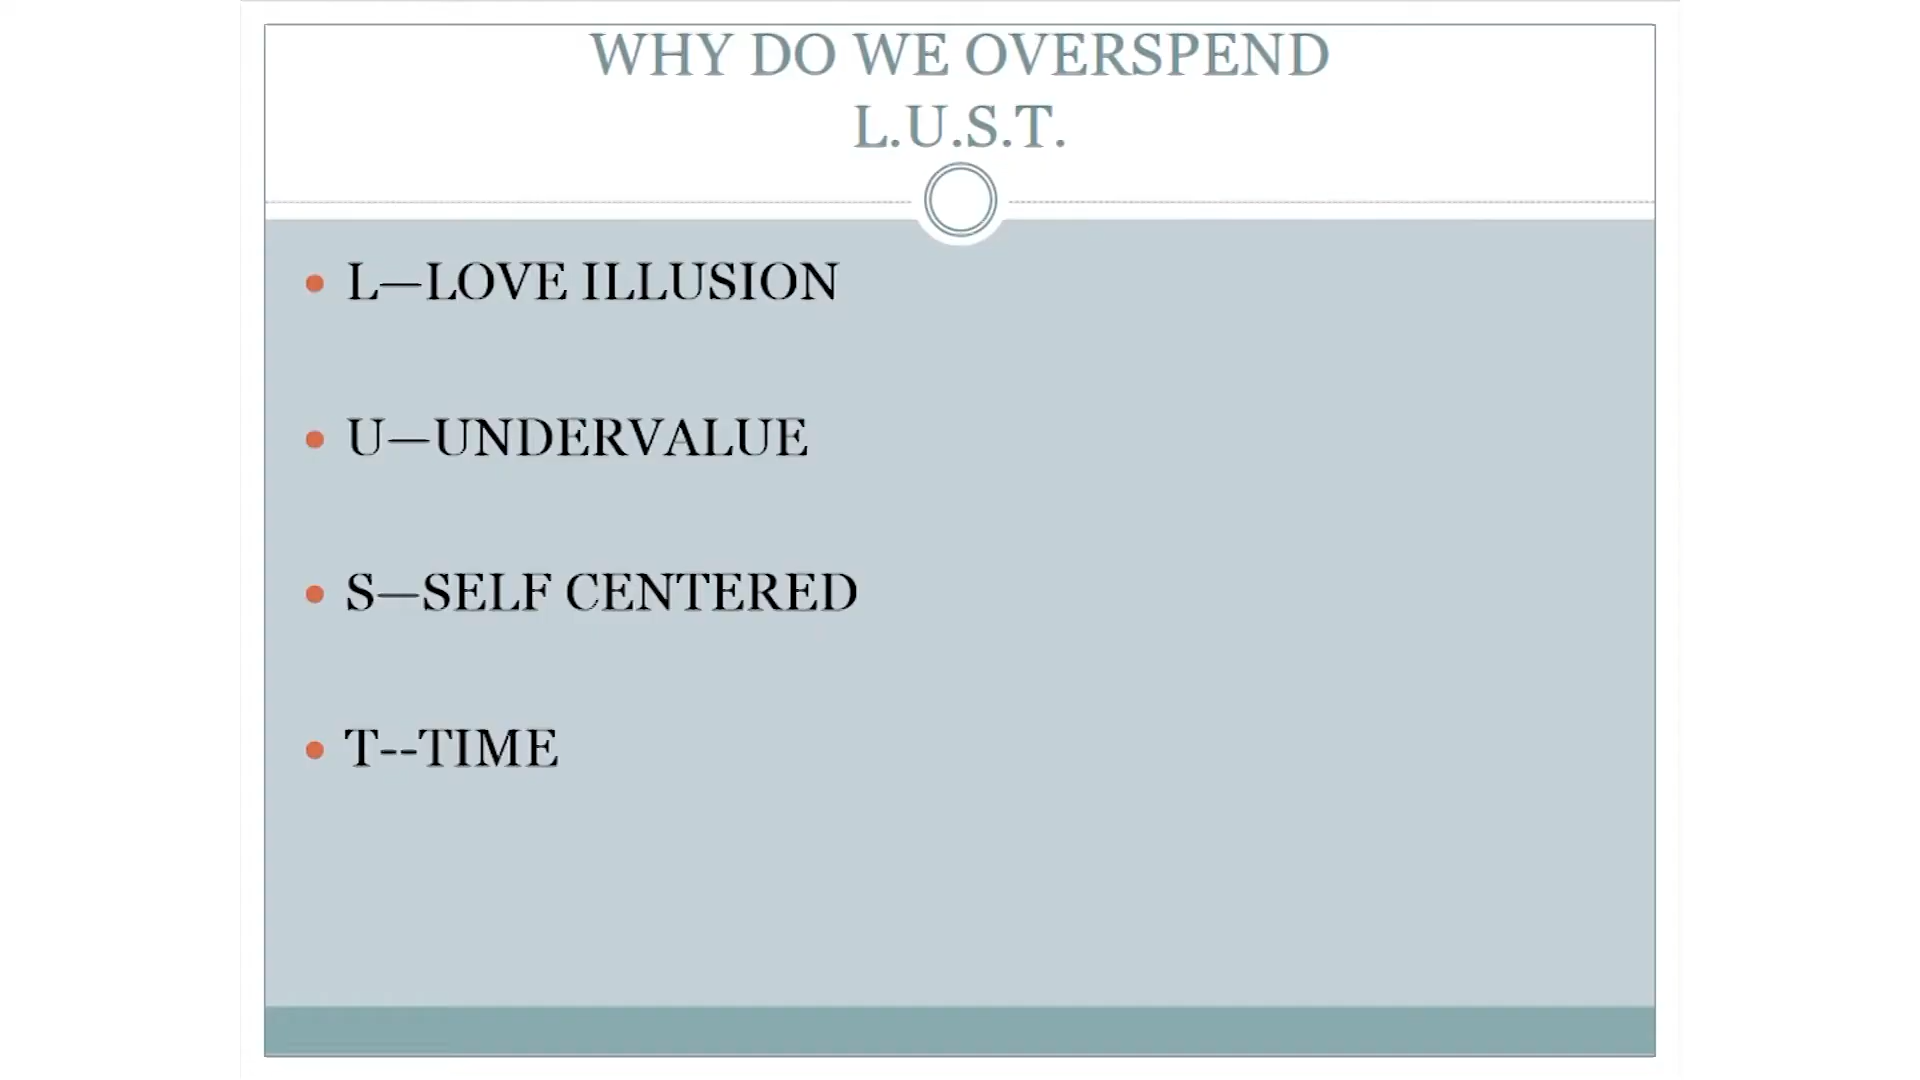 WHY DO WE OVERSPEND
L.U.S.T.
L—LOVE ILLUSION
U—UNDERVALUE
S—SELF CENTERED
T--TIME